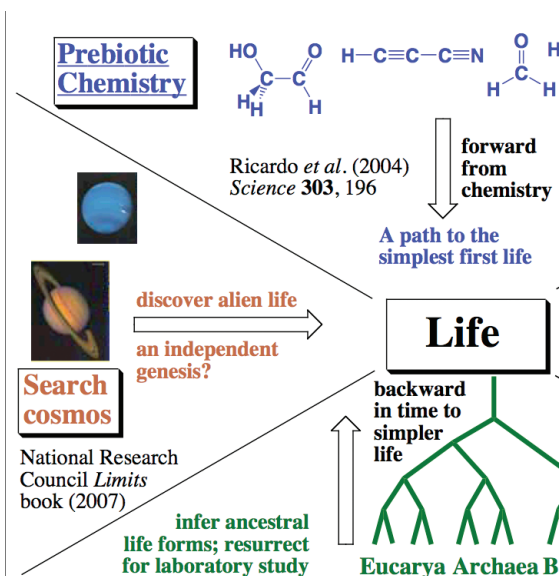 Prebiotic
Chemistry
HO
O
C
C
H
H
H
H—C≡C—CN≡N
O
C
H
H
H
Ricardo et al. (2004)
Science 303, 196
forward
from
chemistry
A path to the
simplest first life
discover alien life
an independent
genesis?
Life
Search
cosmos
backward
in time to
simpler
life
National Research
Council Limits
book (2007)
infer ancestral
life forms; resurrect
for laboratory study
Eucarya Archaea B